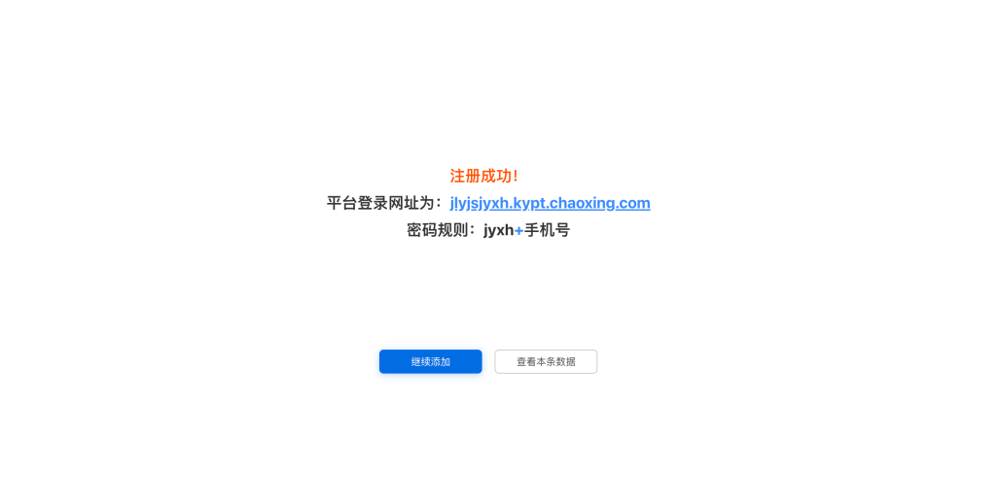 注册成功！
平台登录网址为：jlyjsjyxh.kypt.chaoxing.com
密码规则：jyxh+手机号
继续添加
查看本条数据